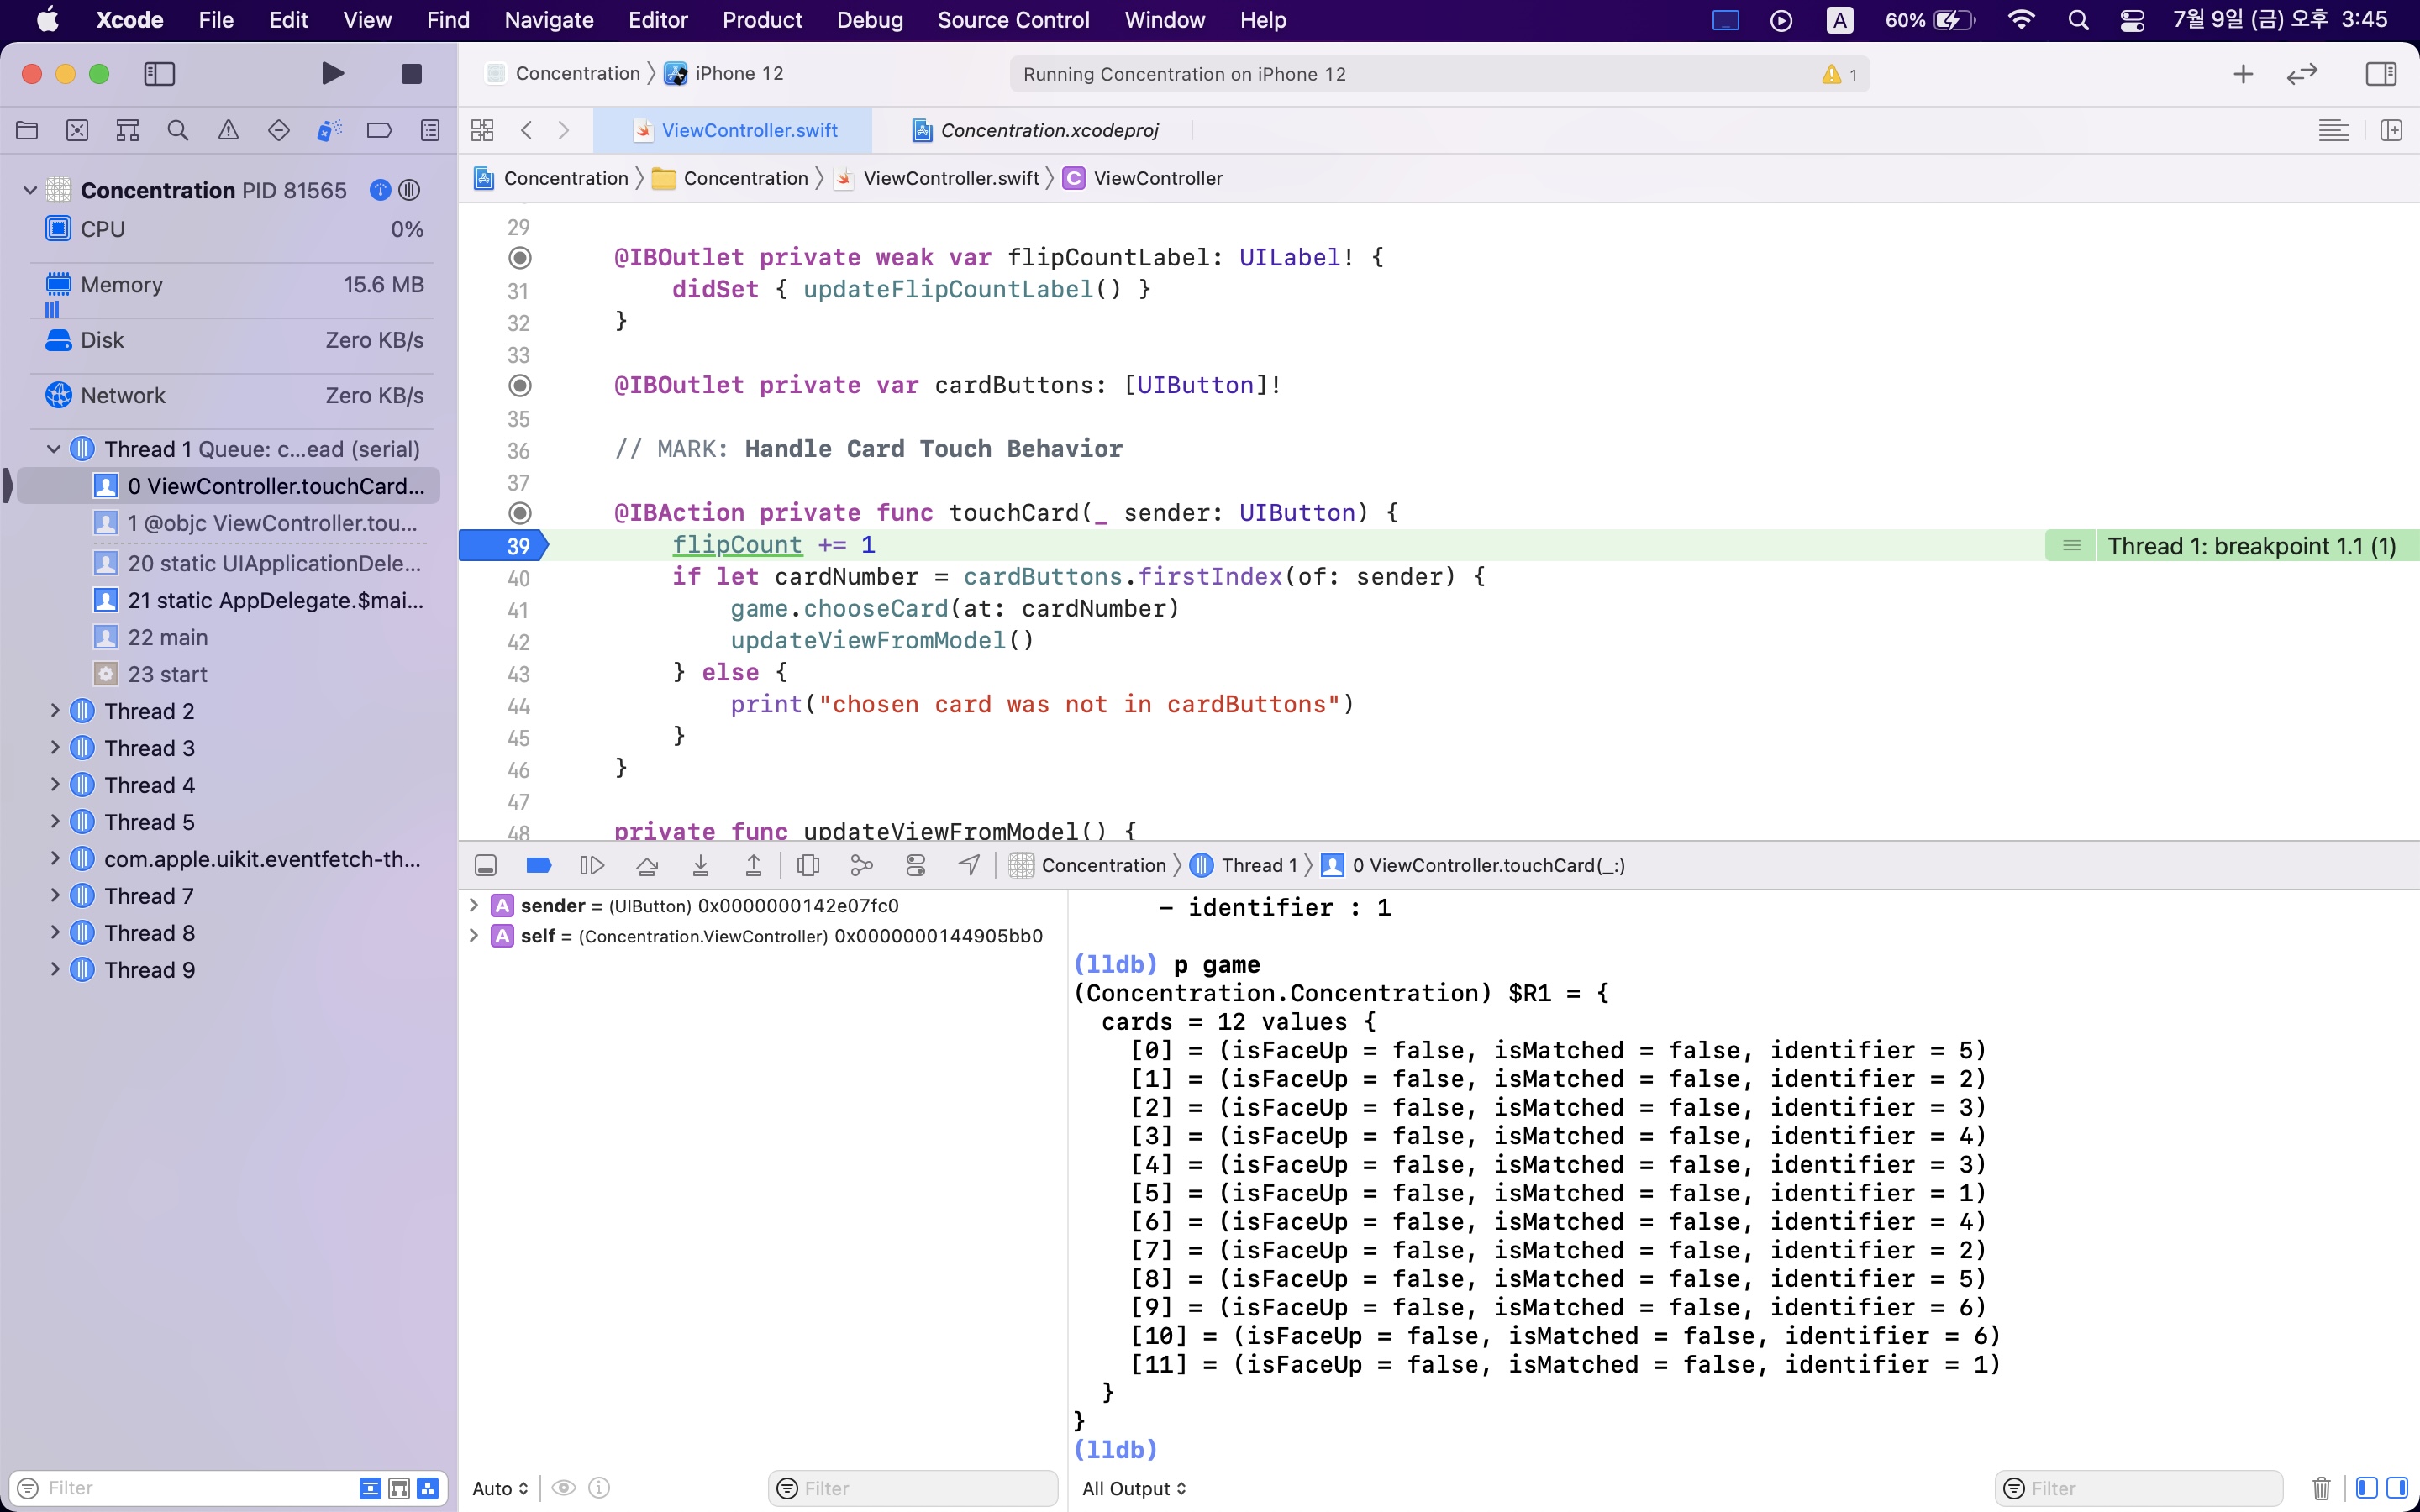 Xcode File Edit View Find Navigate Editor Product Debug Source Control Window Help A 60% 7월 9일 (금) 오후 3:45
Concentration iPhone 12 Running Concentration on iPhone 12 1
ViewController.swift Concentration.xcodeproj
Concentration Concentration ViewController.swift C ViewController
Concentration PID 81565
CPU 0%
Memory 15.6 MB
Disk Zero KB/s
Network Zero KB/s
Thread 1 Queue: c...ead (serial)
0 ViewController.touchCard...
1 @objc ViewController.tou...
20 static UIApplicationDele...
21 static AppDelegate.$mai...
22 main
23 start
Thread 2
Thread 3
Thread 4
Thread 5
com.apple.uikit.eventfetch-th...
Thread 7
Thread 8
Thread 9
Filter
29
@IBOutlet private weak var flipCountLabel: UILabel! {
31 didSet { updateFlipCountLabel() }
32 }
33
@IBOutlet private var cardButtons: [UIButton]!
35
36 // MARK: Handle Card Touch Behavior
37
@IBAction private func touchCard(_ sender: UIButton) {
39 flipCount += 1 Thread 1: breakpoint 1.1 (1)
40 if let cardNumber = cardButtons.firstIndex(of: sender) {
41 game.chooseCard(at: cardNumber)
42 updateViewFromModel()
43 } else {
44 print("chosen card was not in cardButtons")
45 }
46 }
47
48 private func updateViewFromModel() {
Concentration Thread 1 0 ViewController.touchCard(_:)
A sender = (UIButton) 0x0000000142e07fc0
A self = (Concentration.ViewController) 0x0000000144905bb0
Auto Filter
- identifier : 1
(lldb) p game
(Concentration.Concentration) $R1 = {
cards = 12 values {
[0] = (isFaceUp = false, isMatched = false, identifier = 5)
[1] = (isFaceUp = false, isMatched = false, identifier = 2)
[2] = (isFaceUp = false, isMatched = false, identifier = 3)
[3] = (isFaceUp = false, isMatched = false, identifier = 4)
[4] = (isFaceUp = false, isMatched = false, identifier = 3)
[5] = (isFaceUp = false, isMatched = false, identifier = 1)
[6] = (isFaceUp = false, isMatched = false, identifier = 4)
[7] = (isFaceUp = false, isMatched = false, identifier = 2)
[8] = (isFaceUp = false, isMatched = false, identifier = 5)
[9] = (isFaceUp = false, isMatched = false, identifier = 6)
[10] = (isFaceUp = false, isMatched = false, identifier = 6)
[11] = (isFaceUp = false, isMatched = false, identifier = 1)
}
}
(lldb)
All Output Filter